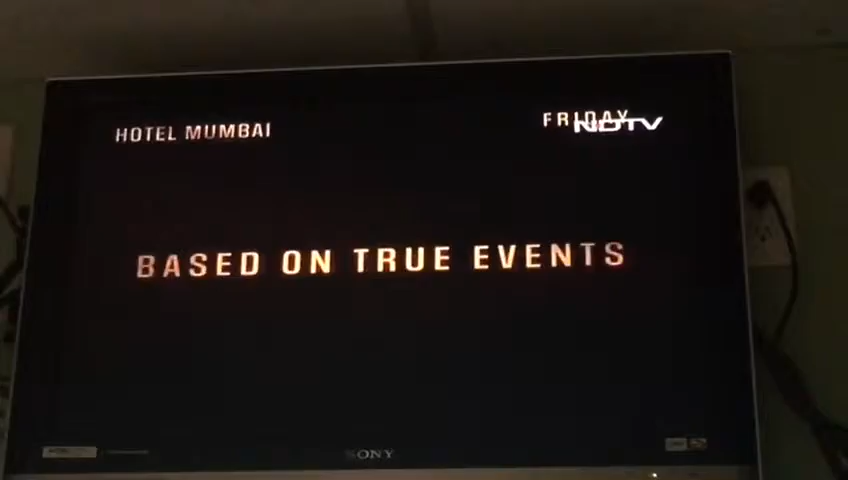 HOTEL MUMBAI
FRIDAY
NDTV
BASED ON TRUE EVENTS
SONY